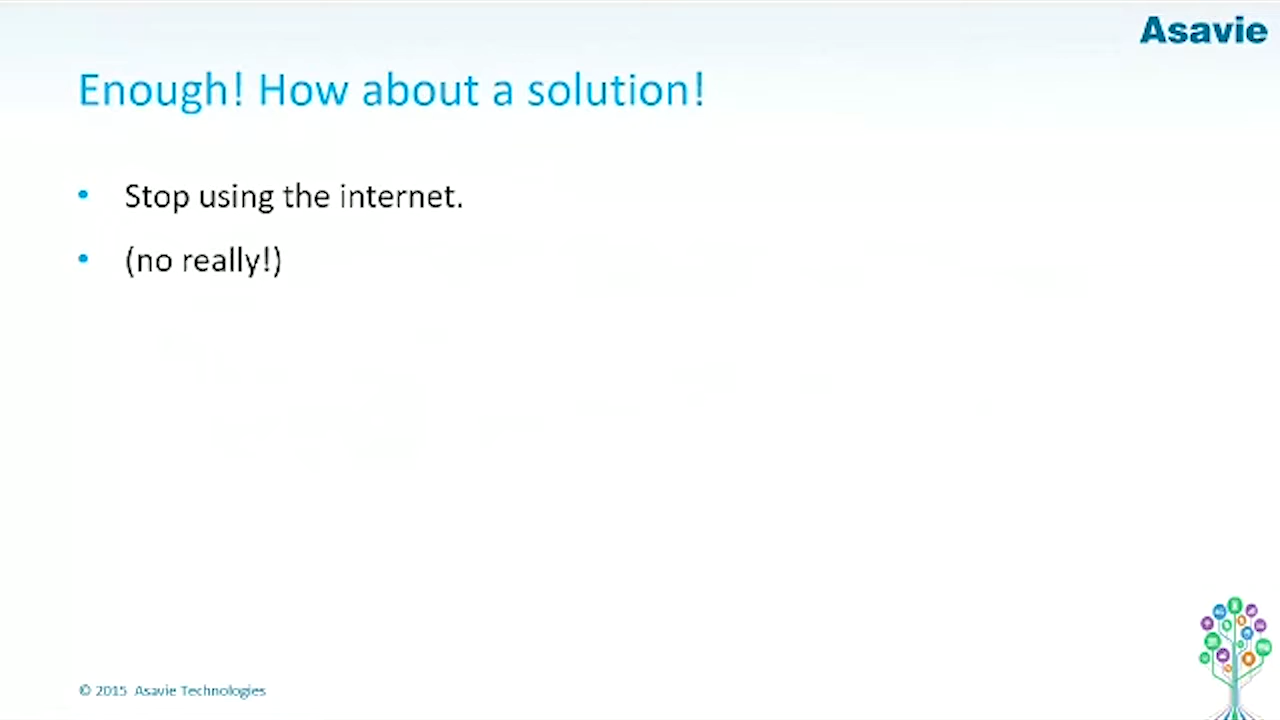 Asavie
Enough! How about a solution!
• Stop using the internet.
• (no really!)
© 2015 Asavie Technologies